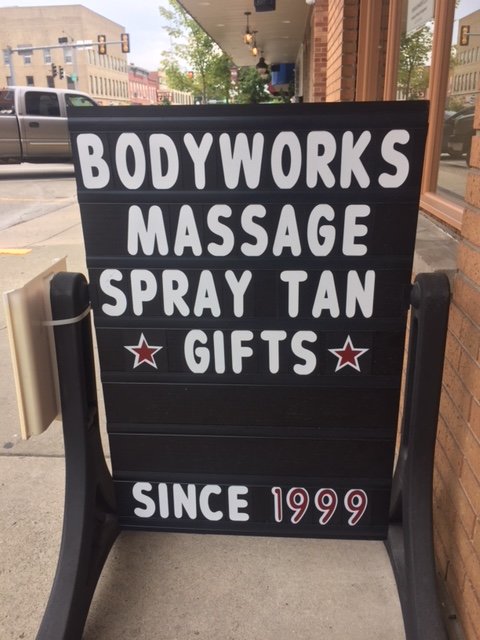 BODYWORKS
MASSAGE
SPRAY TAN
GIFTS
SINCE 1999